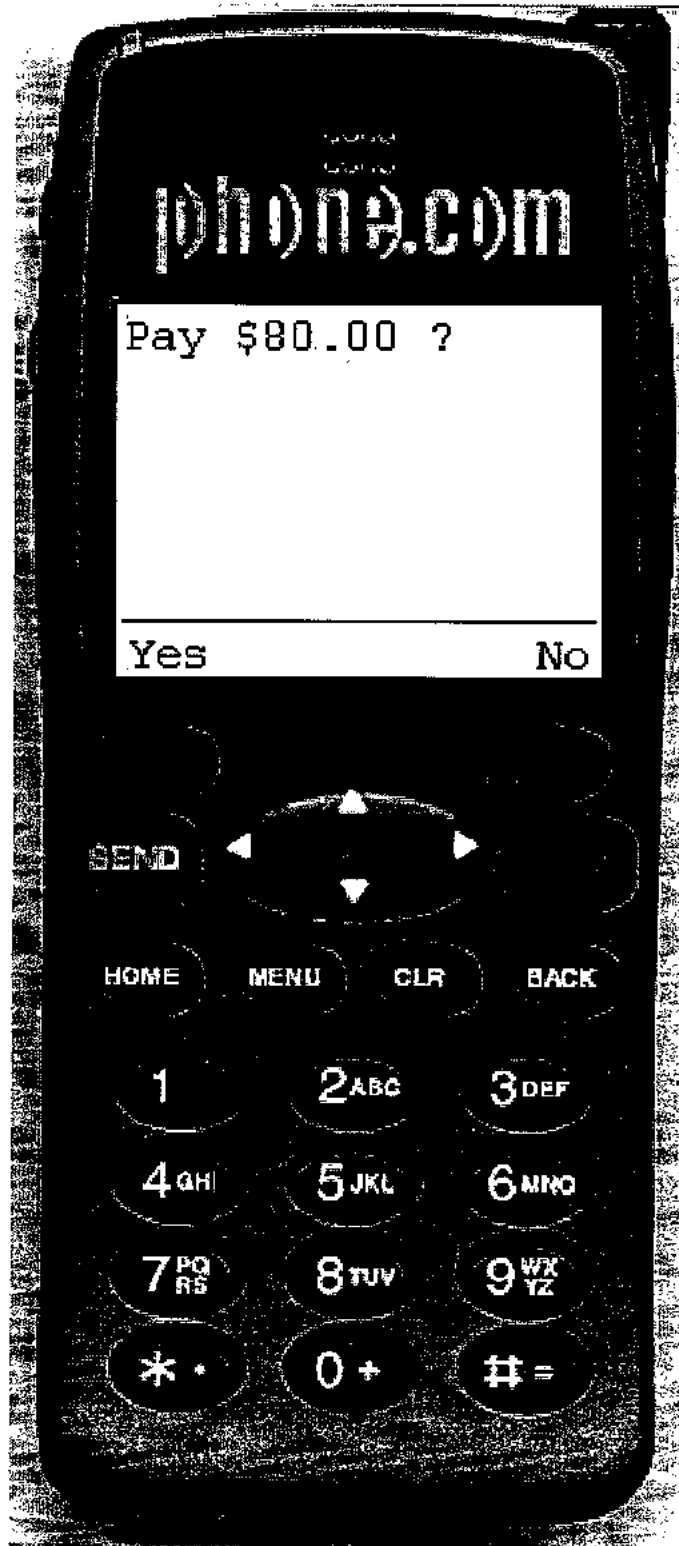 phone.com
Pay $80.00 ?
Yes No
SEND
HOME MENU CLR BACK
1 2ABC 3DEF
4GHI 5JKL 6MNO
7PQRS 8TUV 9WXYZ
*· 0+ #=